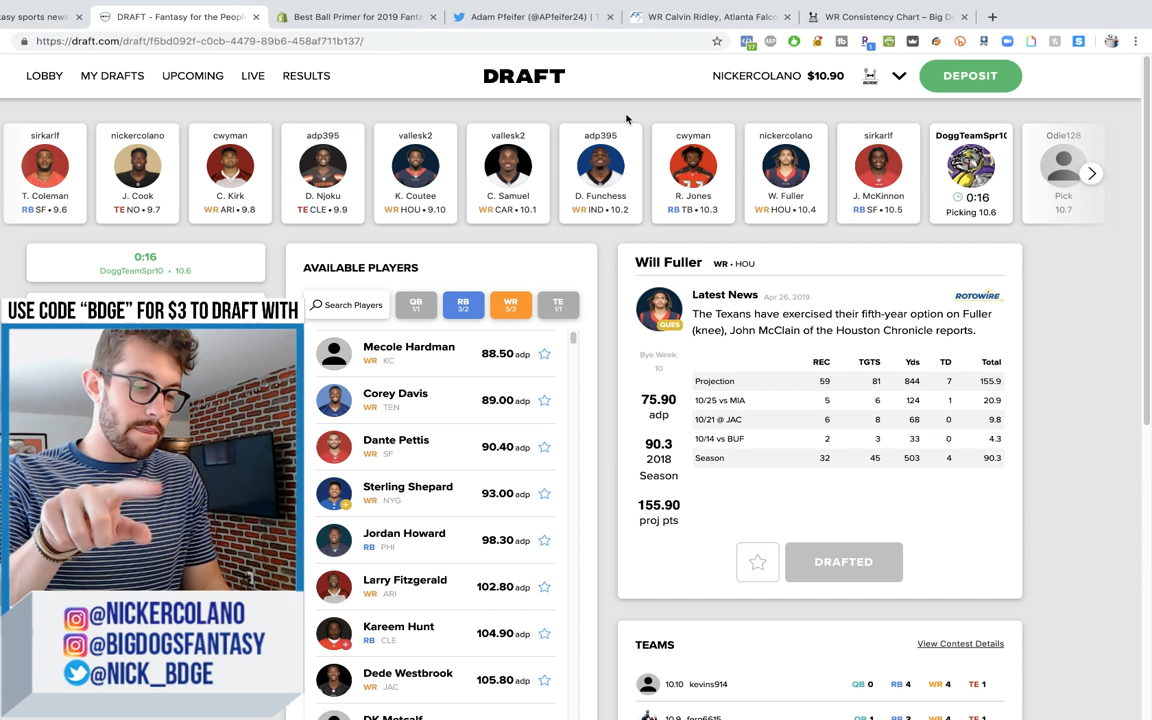 tasy sports news
DRAFT - Fantasy for the Peopl
Best Ball Primer for 2019 Fanta
Adam Pfeifer (@APfeifer24) | T
WR Calvin Ridley, Atlanta Falco
WR Consistency Chart – Big D
https://draft.com/draft/f5bd092f-c0cb-4479-89b6-458af711b137/
LOBBY MY DRAFTS UPCOMING LIVE RESULTS
DRAFT
NICKERCOLANO $10.90
DEPOSIT
sirkarlf nickercolano cwyman adp395 vallesk2 vallesk2 adp395 cwyman nickercolano sirkarlf DoggTeamSpr10 Odie128
T. Coleman J. Cook C. Kirk D. Njoku K. Coutee C. Samuel D. Funchess R. Jones W. Fuller J. McKinnon 0:16 Pick
RB SF • 9.6 TE NO • 9.7 WR ARI • 9.8 TE CLE • 9.9 WR HOU • 9.10 WR CAR • 10.1 WR IND • 10.2 RB TB • 10.3 WR HOU • 10.4 RB SF • 10.5 Picking 10.6 10.7
0:16
DoggTeamSpr10 • 10.6
USE CODE "BDGE" FOR $3 TO DRAFT WITH
@NICKERCOLANO
@BIGDOGSFANTASY
@NICK_BDGE
AVAILABLE PLAYERS
Search Players
QB 1/1
RB 3/2
WR 5/3
TE 1/1
Mecole Hardman 88.50 adp
WR KC
Corey Davis 89.00 adp
WR TEN
Dante Pettis 90.40 adp
WR SF
Sterling Shepard 93.00 adp
WR NYG
Jordan Howard 98.30 adp
RB PHI
Larry Fitzgerald 102.80 adp
WR ARI
Kareem Hunt 104.90 adp
RB CLE
Dede Westbrook 105.80 adp
WR JAC
DK Metcalf
Will Fuller WR • HOU
QUES
Latest News Apr 26, 2019
ROTOWIRE
The Texans have exercised their fifth-year option on Fuller
(knee), John McClain of the Houston Chronicle reports.
Bye Week:
10
75.90
adp
90.3
2018
Season
155.90
proj pts
REC TGTS Yds TD Total
Projection 59 81 844 7 155.9
10/25 vs MIA 5 6 124 1 20.9
10/21 @ JAC 6 8 68 0 9.8
10/14 vs BUF 2 3 33 0 4.3
Season 32 45 503 4 90.3
DRAFTED
TEAMS View Contest Details
10.10 kevins914 QB 0 RB 4 WR 4 TE 1